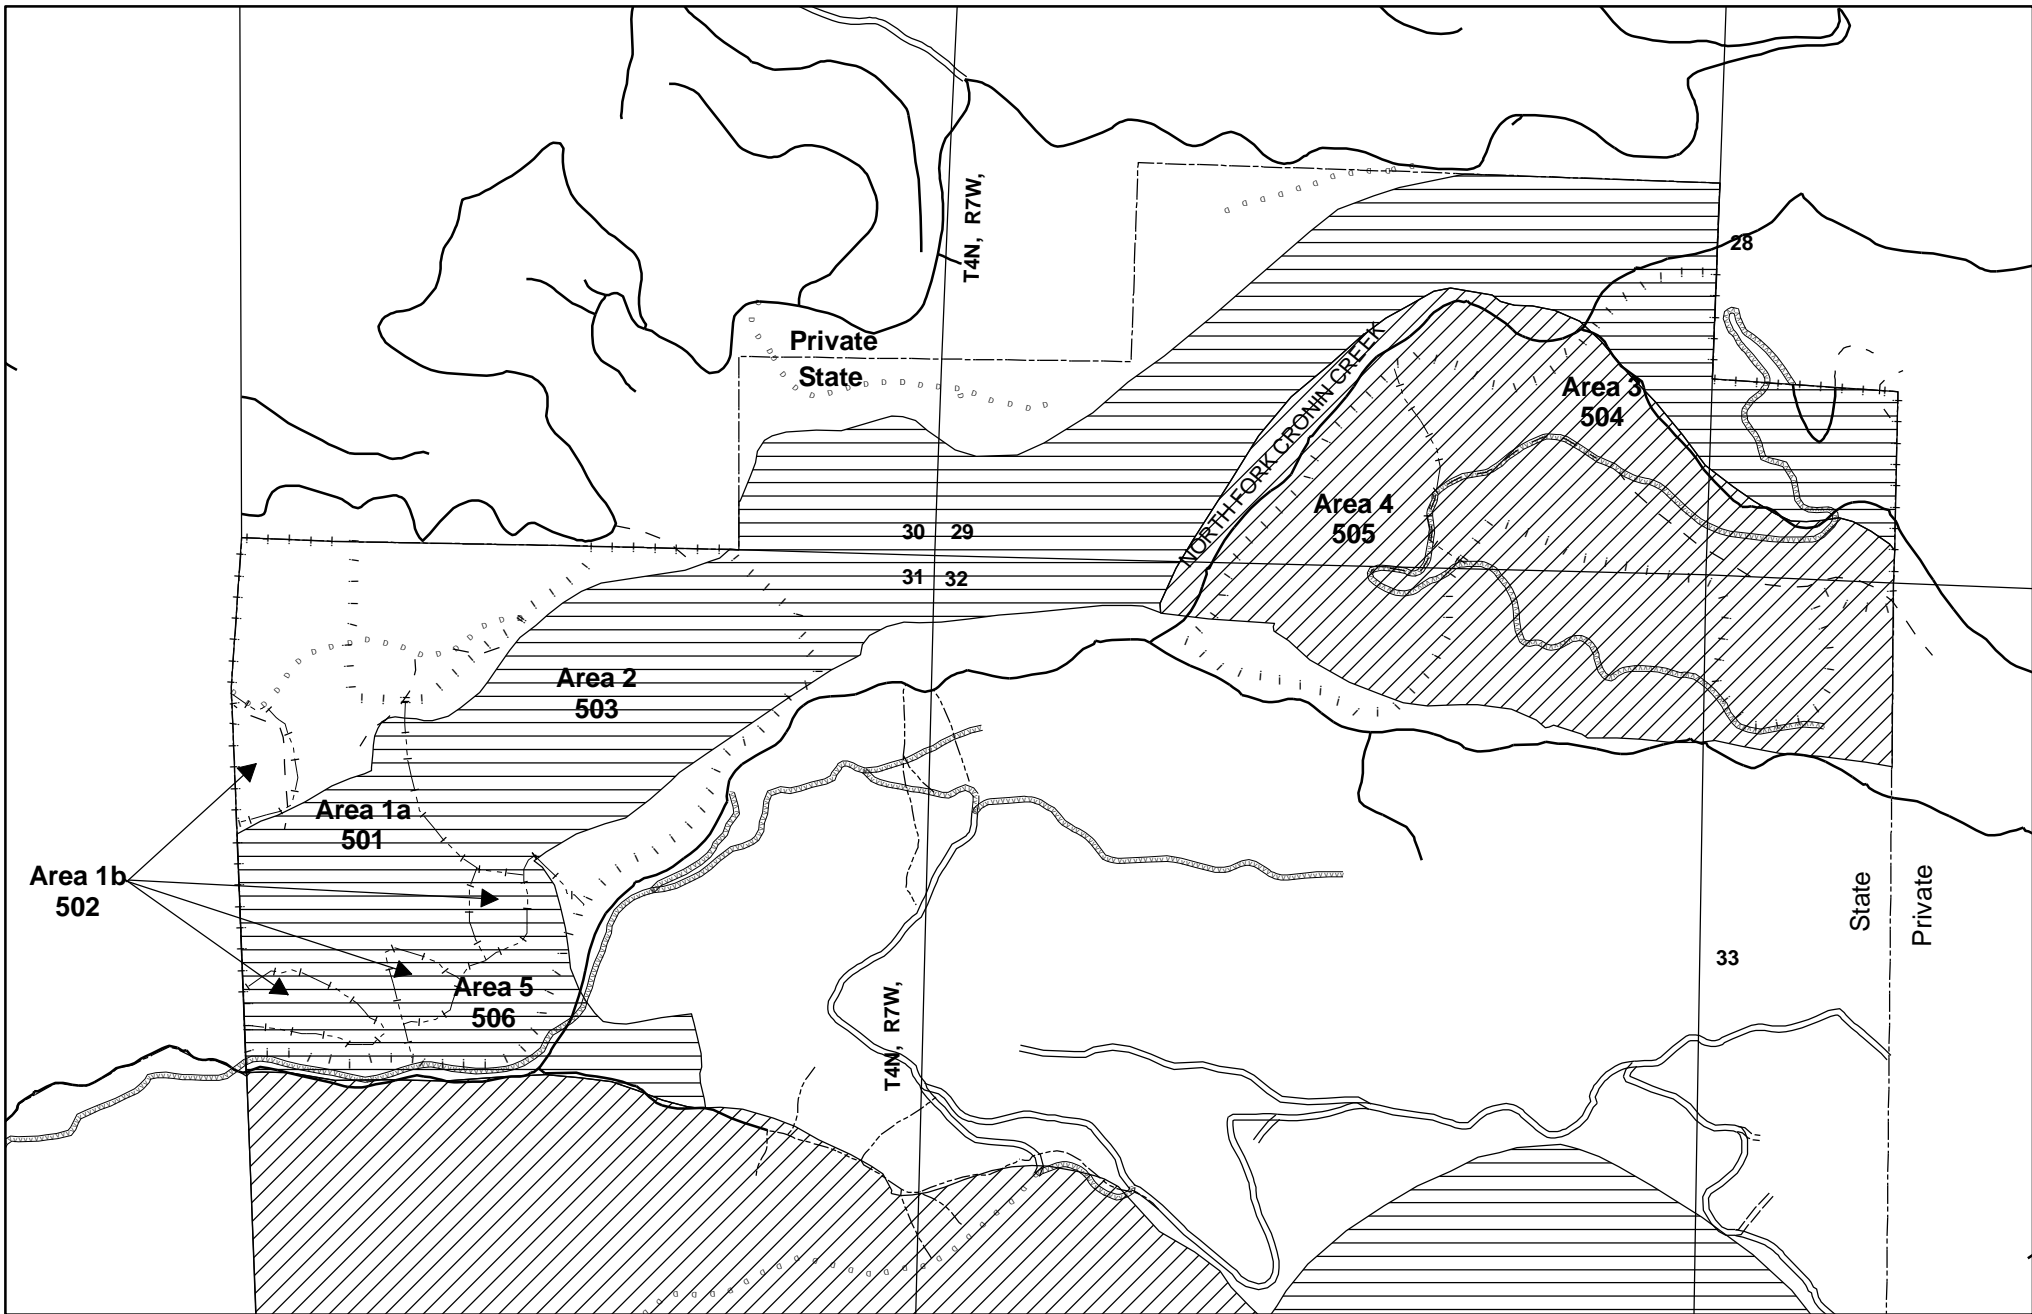 T4N, R7W,
28
Private
State
NORTH FORK CRONIN CREEK
Area 3
504
Area 4
505
30 29
31 32
Area 2
503
Area 1a
501
Area 1b
502
Area 5
506
State
Private
33
T4N, R7W,